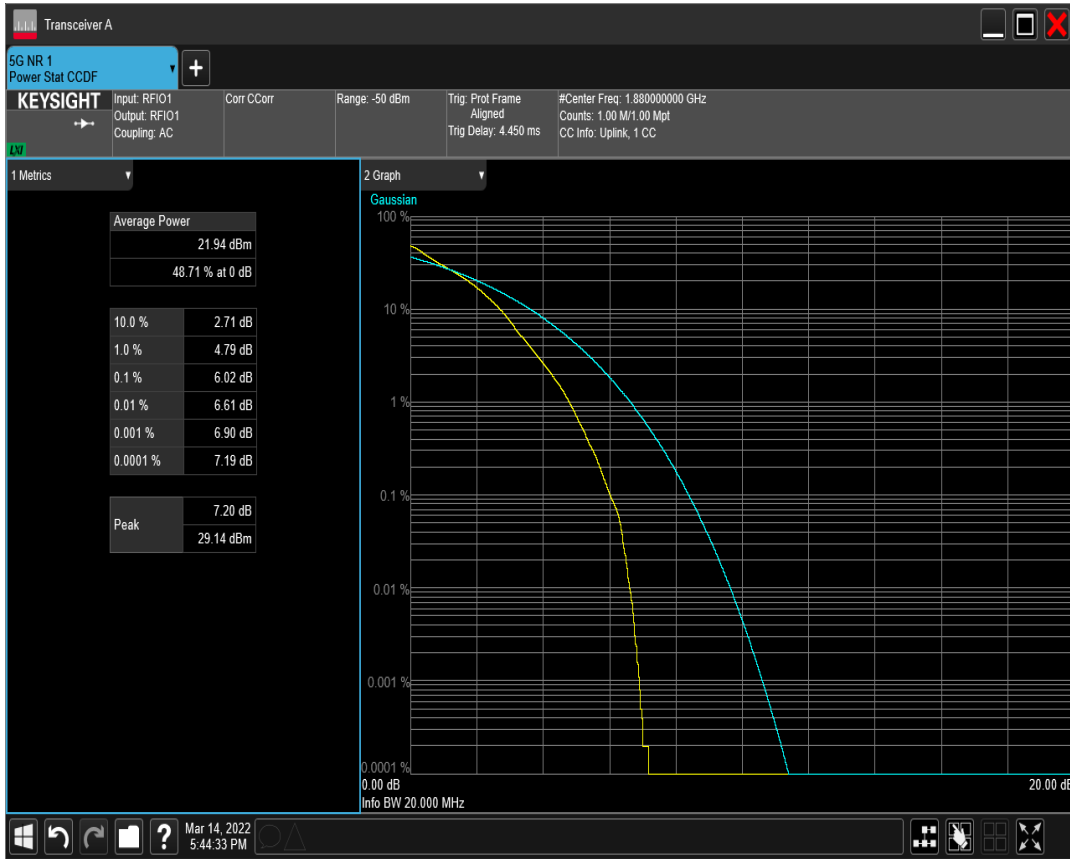 Transceiver A
5G NR 1
Power Stat CCDF
KEYSIGHT
LXI
Input: RFIO1
Output: RFIO1
Coupling: AC
Corr CCorr
Range: -50 dBm
Trig: Prot Frame
Aligned
Trig Delay: 4.450 ms
#Center Freq: 1.880000000 GHz
Counts: 1.00 M/1.00 Mpt
CC Info: Uplink, 1 CC
1 Metrics
Average Power
21.94 dBm
48.71 % at 0 dB
10.0 % 2.71 dB
1.0 % 4.79 dB
0.1 % 6.02 dB
0.01 % 6.61 dB
0.001 % 6.90 dB
0.0001 % 7.19 dB
Peak 7.20 dB
29.14 dBm
2 Graph
Gaussian
100 %
10 %
1 %
0.1 %
0.01 %
0.001 %
0.0001 %
0.00 dB 20.00 dB
Info BW 20.000 MHz
?
Mar 14, 2022
5:44:33 PM